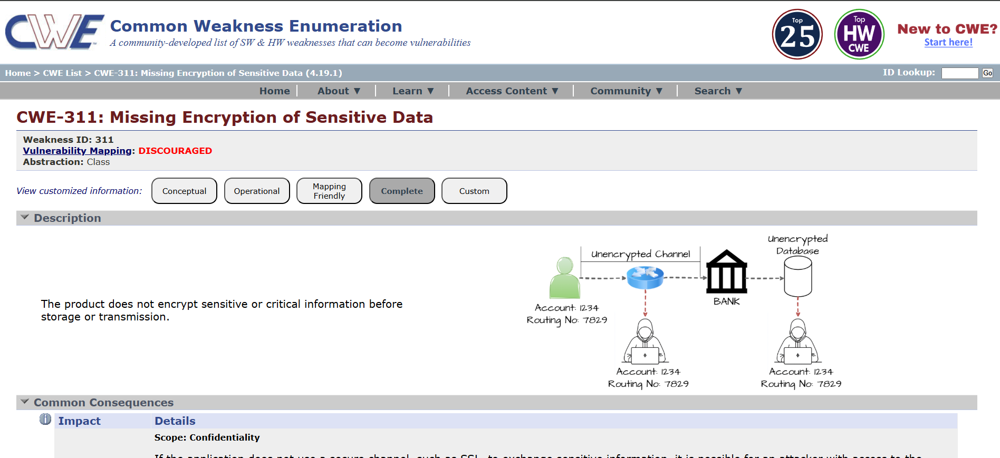 CWE
Common Weakness Enumeration
A community-developed list of SW & HW weaknesses that can become vulnerabilities
Top
25
Top
HW
CWE
New to CWE?
Start here!
Home > CWE List > CWE-311: Missing Encryption of Sensitive Data (4.19.1)
ID Lookup:
Go
Home
About ▼
Learn ▼
Access Content ▼
Community ▼
Search ▼
CWE-311: Missing Encryption of Sensitive Data
Weakness ID: 311
Vulnerability Mapping: DISCOURAGED
Abstraction: Class
View customized information:
Conceptual
Operational
Mapping
Friendly
Complete
Custom
Description
The product does not encrypt sensitive or critical information before
storage or transmission.
Unencrypted Channel
Unencrypted
Database
BANK
Account: 1234
Routing No: 7829
Account: 1234
Routing No: 7829
Account: 1234
Routing No: 7829
Common Consequences
Impact
Details
Scope: Confidentiality
If the application does not use a secure channel, such as SSL, to exchange sensitive information, it is possible for an attacker with access to the